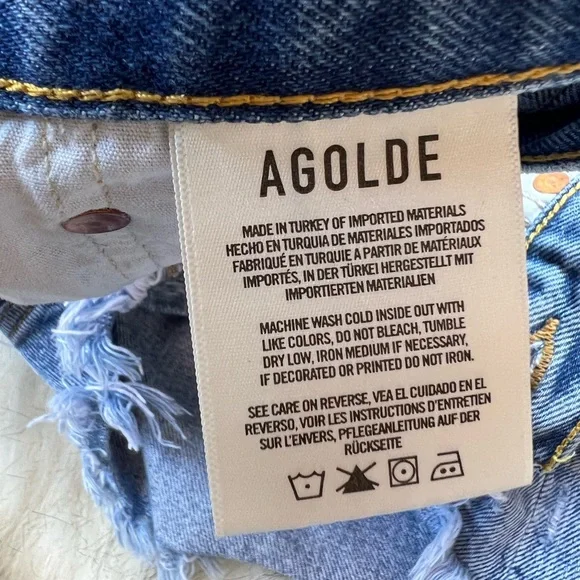 AGOLDE
MADE IN TURKEY OF IMPORTED MATERIALS
HECHO EN TURQUIA DE MATERIALES IMPORTADOS
FABRIQUÉ EN TURQUIE A PARTIR DE MATÉRIAUX
IMPORTÉS, IN DER TÜRKEI HERGESTELLT MIT
IMPORTIERTEN MATERIALIEN
MACHINE WASH COLD INSIDE OUT WITH
LIKE COLORS, DO NOT BLEACH, TUMBLE
DRY LOW, IRON MEDIUM IF NECESSARY,
IF DECORATED OR PRINTED DO NOT IRON.
SEE CARE ON REVERSE, VEA EL CUIDADO EN EL
REVERSO, VOIR LES INSTRUCTIONS D'ENTRETIEN
SUR L'ENVERS, PFLEGEANLEITUNG AUF DER
RÜCKSEITE